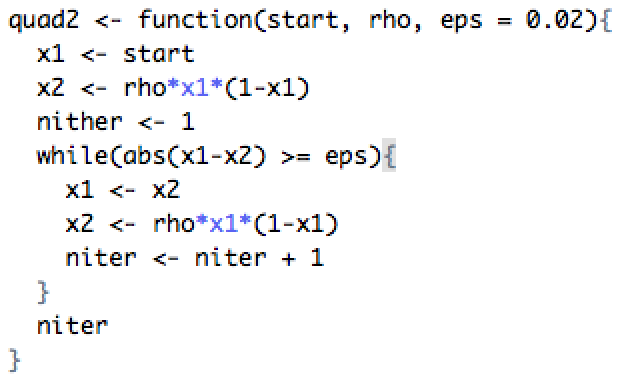 quad2 <- function(start, rho, eps = 0.02){
x1 <- start
x2 <- rho*x1*(1-x1)
nither <- 1
while(abs(x1-x2) >= eps){
x1 <- x2
x2 <- rho*x1*(1-x1)
niter <- niter + 1
}
niter
}